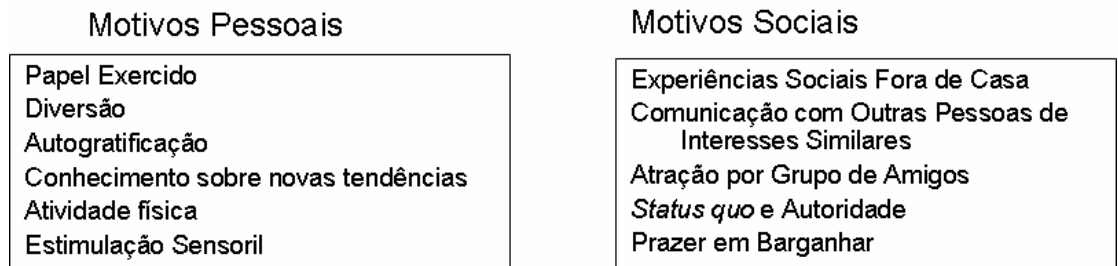 Motivos Pessoais
Papel Exercido
Diversão
Autogratificação
Conhecimento sobre novas tendências
Atividade física
Estimulação Sensoril
Motivos Sociais
Experiências Sociais Fora de Casa
Comunicação com Outras Pessoas de
Interesses Similares
Atração por Grupo de Amigos
Status quo e Autoridade
Prazer em Barganhar